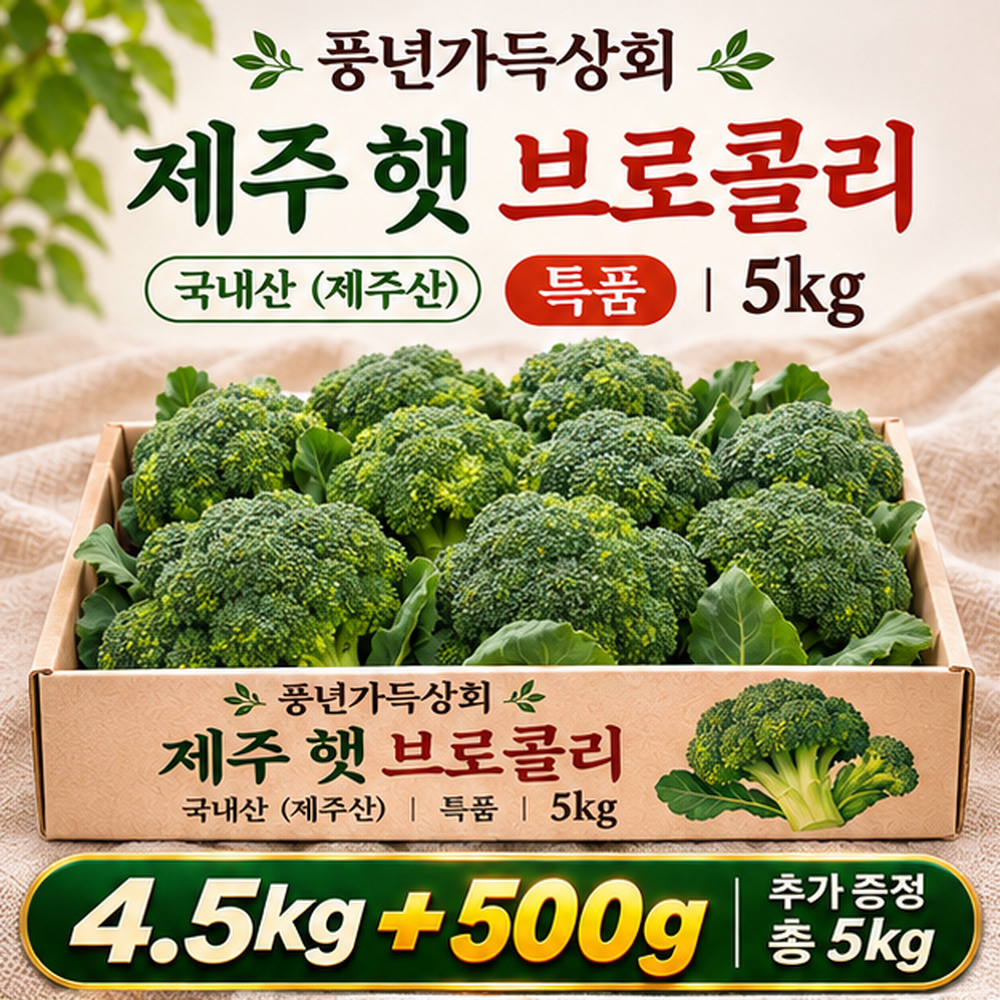 풍년가득상회
제주 햇 브로콜리
국내산 (제주산) 특품 | 5kg
풍년가득상회
제주 햇 브로콜리
국내산 (제주산) | 특품 | 5kg
4.5kg+500g | 추가 증정
총 5kg